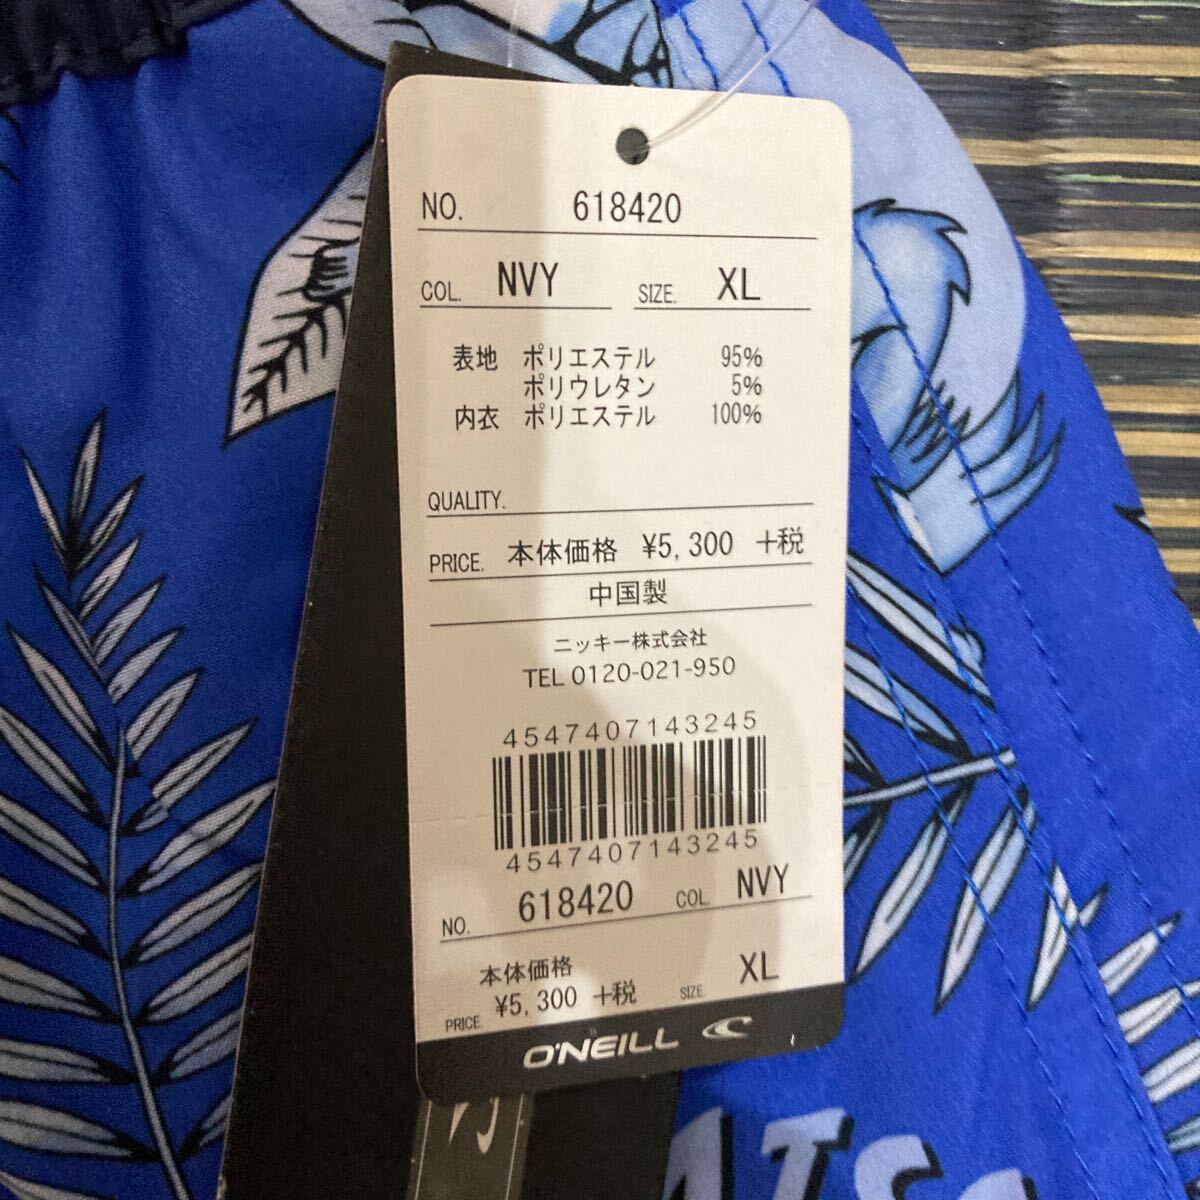 NO. 618420
COL. NVY SIZE. XL
表地 ポリエステル 95%
ポリウレタン 5%
内衣 ポリエステル 100%
QUALITY.
PRICE. 本体価格 ¥5,300 +税
中国製
ニッキー株式会社
TEL 0120-021-950
4547407143245
4547407143245
NO. 618420 COL. NVY
本体価格
PRICE. ¥5,300 +税 SIZE. XL
O'NEILL